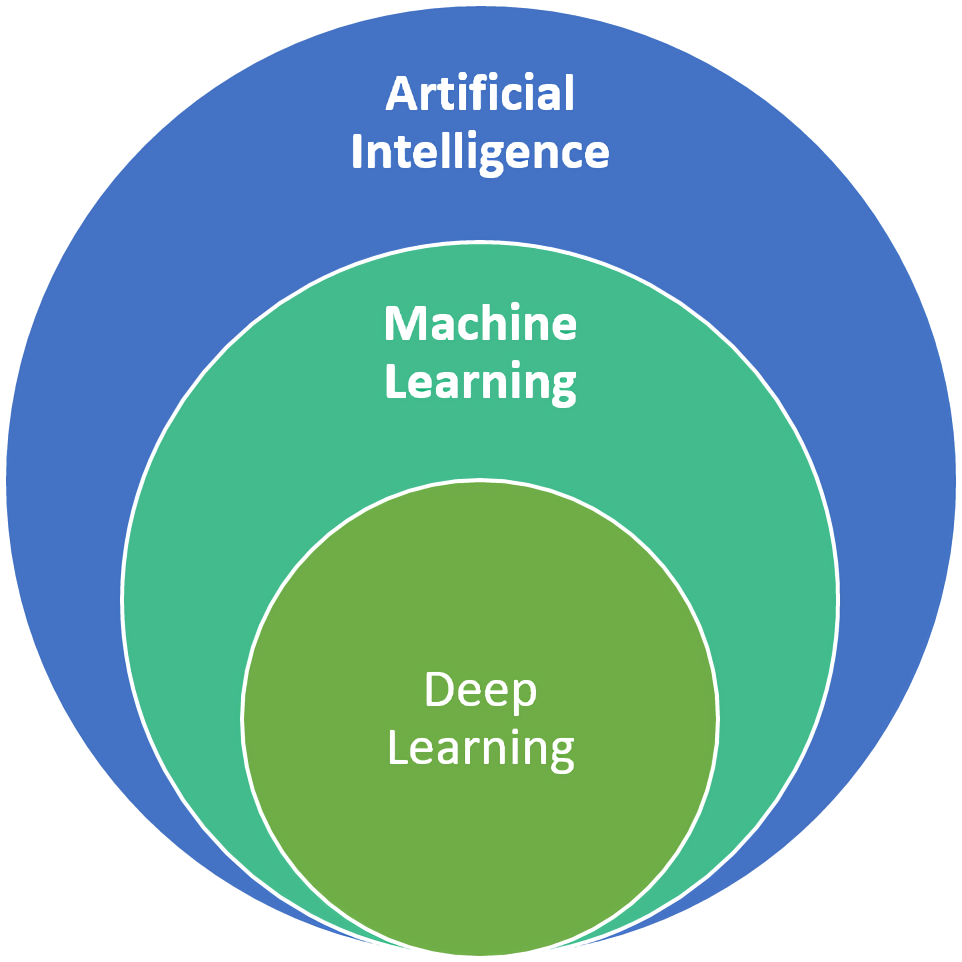 Artificial
Intelligence
Machine
Learning
Deep
Learning